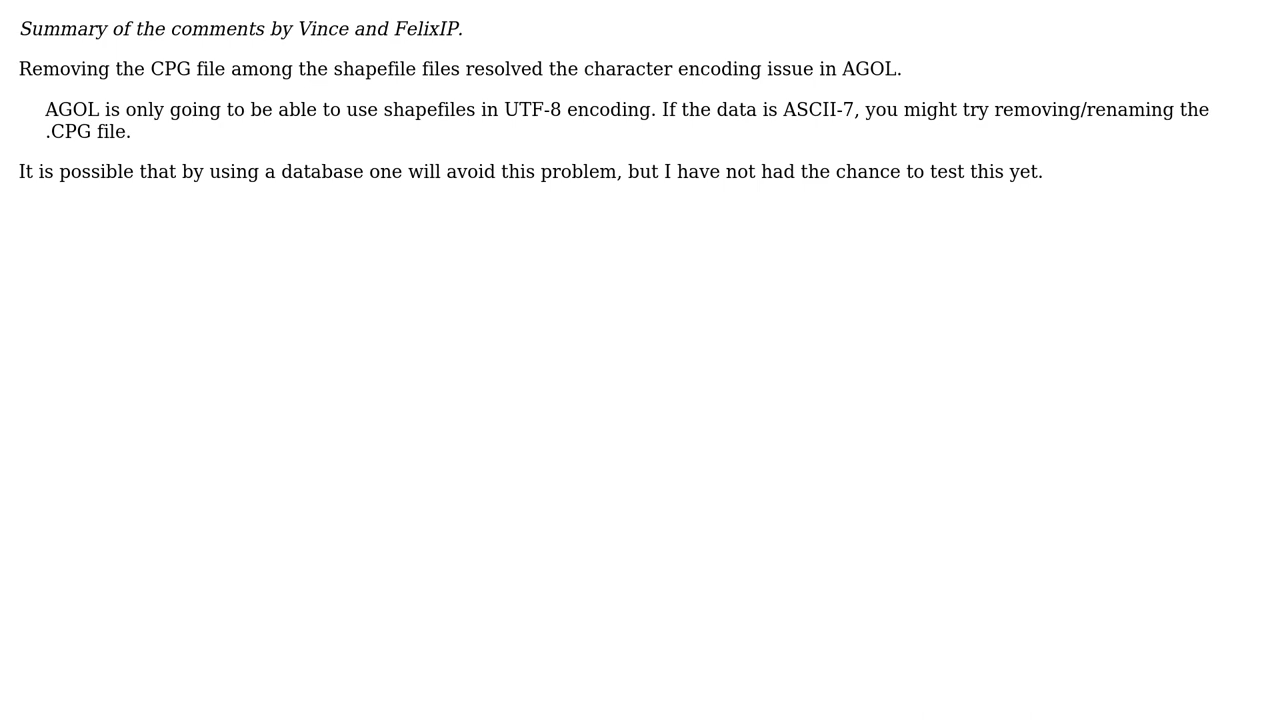 Summary of the comments by Vince and FelixIP.
Removing the CPG file among the shapefile files resolved the character encoding issue in AGOL.
AGOL is only going to be able to use shapefiles in UTF-8 encoding. If the data is ASCII-7, you might try removing/renaming the
.CPG file.
It is possible that by using a database one will avoid this problem, but I have not had the chance to test this yet.